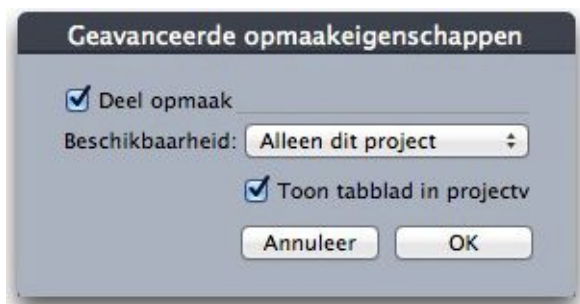 Geavanceerde opmaakeigenschappen
Deel opmaak
Beschikbaarheid: Alleen dit project
Toon tabblad in projectv
Annuleer OK